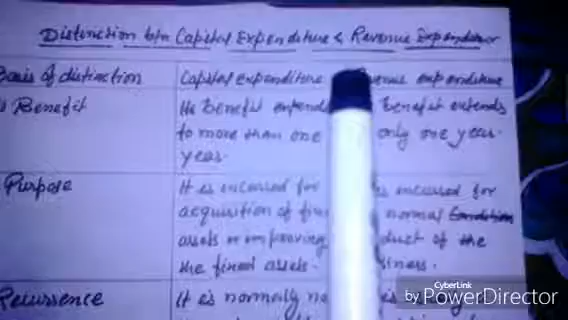 Distinction b/n Capital Expenditure & Revenue Expenditure
Basis of distinction Capital expenditure expenditure
Benefit Its Benefit Benefit extends
to more than one only one year.
year.
Purpose It is incurred for is incurred for
acquisition of normal
assets or improving of the
the fixed assets.
Recurrence It is normally
CyberLink
by PowerDirector